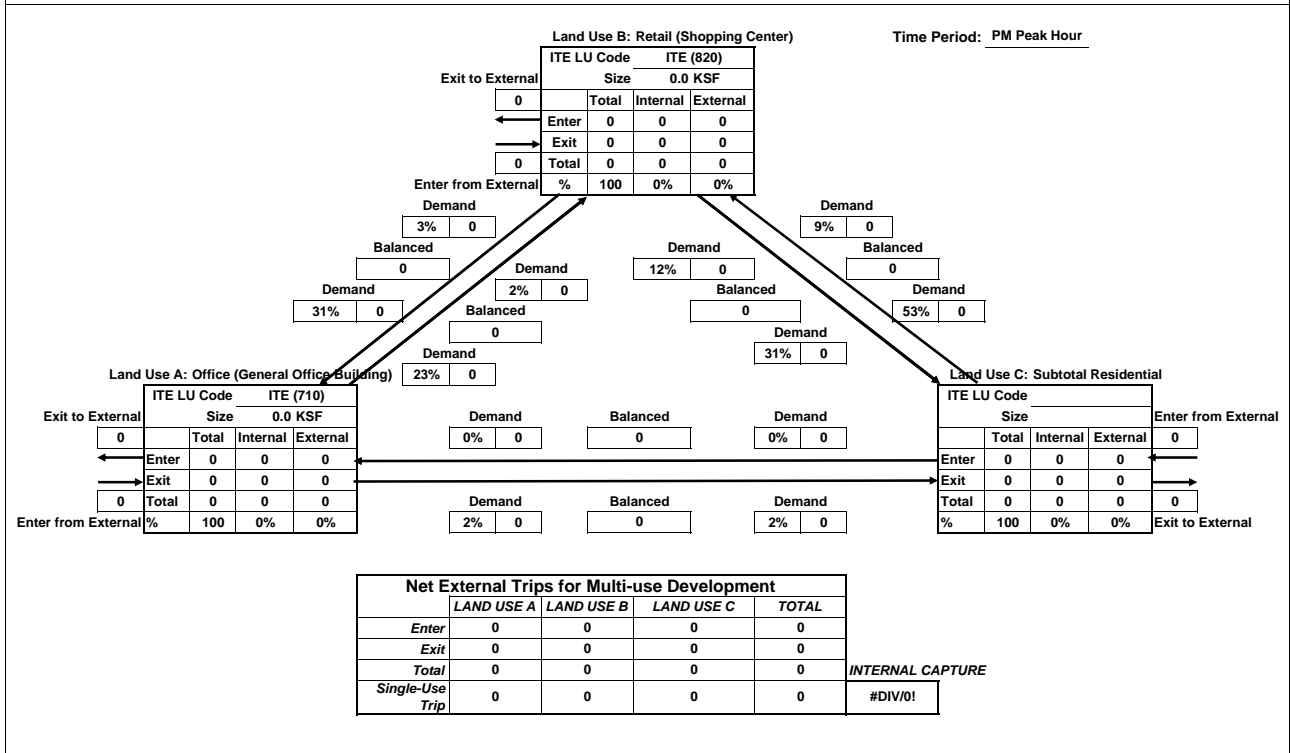 Land Use B: Retail (Shopping Center)
Time Period: PM Peak Hour
ITE LU Code ITE (820)
Exit to External Size 0.0 KSF
0 Total Internal External
Enter 0 0 0
Exit 0 0 0
0 Total 0 0 0
Enter from External % 100 0% 0%
Demand
3% 0
Balanced
0
Demand
31% 0
Demand
2% 0
Balanced
0
Demand
23% 0
Demand
12% 0
Balanced
0
Demand
31% 0
Demand
9% 0
Balanced
0
Demand
53% 0
Land Use A: Office (General Office Building)
ITE LU Code ITE (710)
Exit to External Size 0.0 KSF
0 Total Internal External
Enter 0 0 0
Exit 0 0 0
0 Total 0 0 0
Enter from External % 100 0% 0%
Demand Balanced Demand
0% 0 0 0% 0
Demand Balanced Demand
2% 0 0 2% 0
Land Use C: Subtotal Residential
ITE LU Code
Size Enter from External
Total Internal External 0
Enter 0 0 0
Exit 0 0 0
Total 0 0 0 0
% 100 0% 0% Exit to External
Net External Trips for Multi-use Development
LAND USE A LAND USE B LAND USE C TOTAL
Enter 0 0 0 0
Exit 0 0 0 0
Total 0 0 0 0 INTERNAL CAPTURE
Single-Use
Trip 0 0 0 0 #DIV/0!